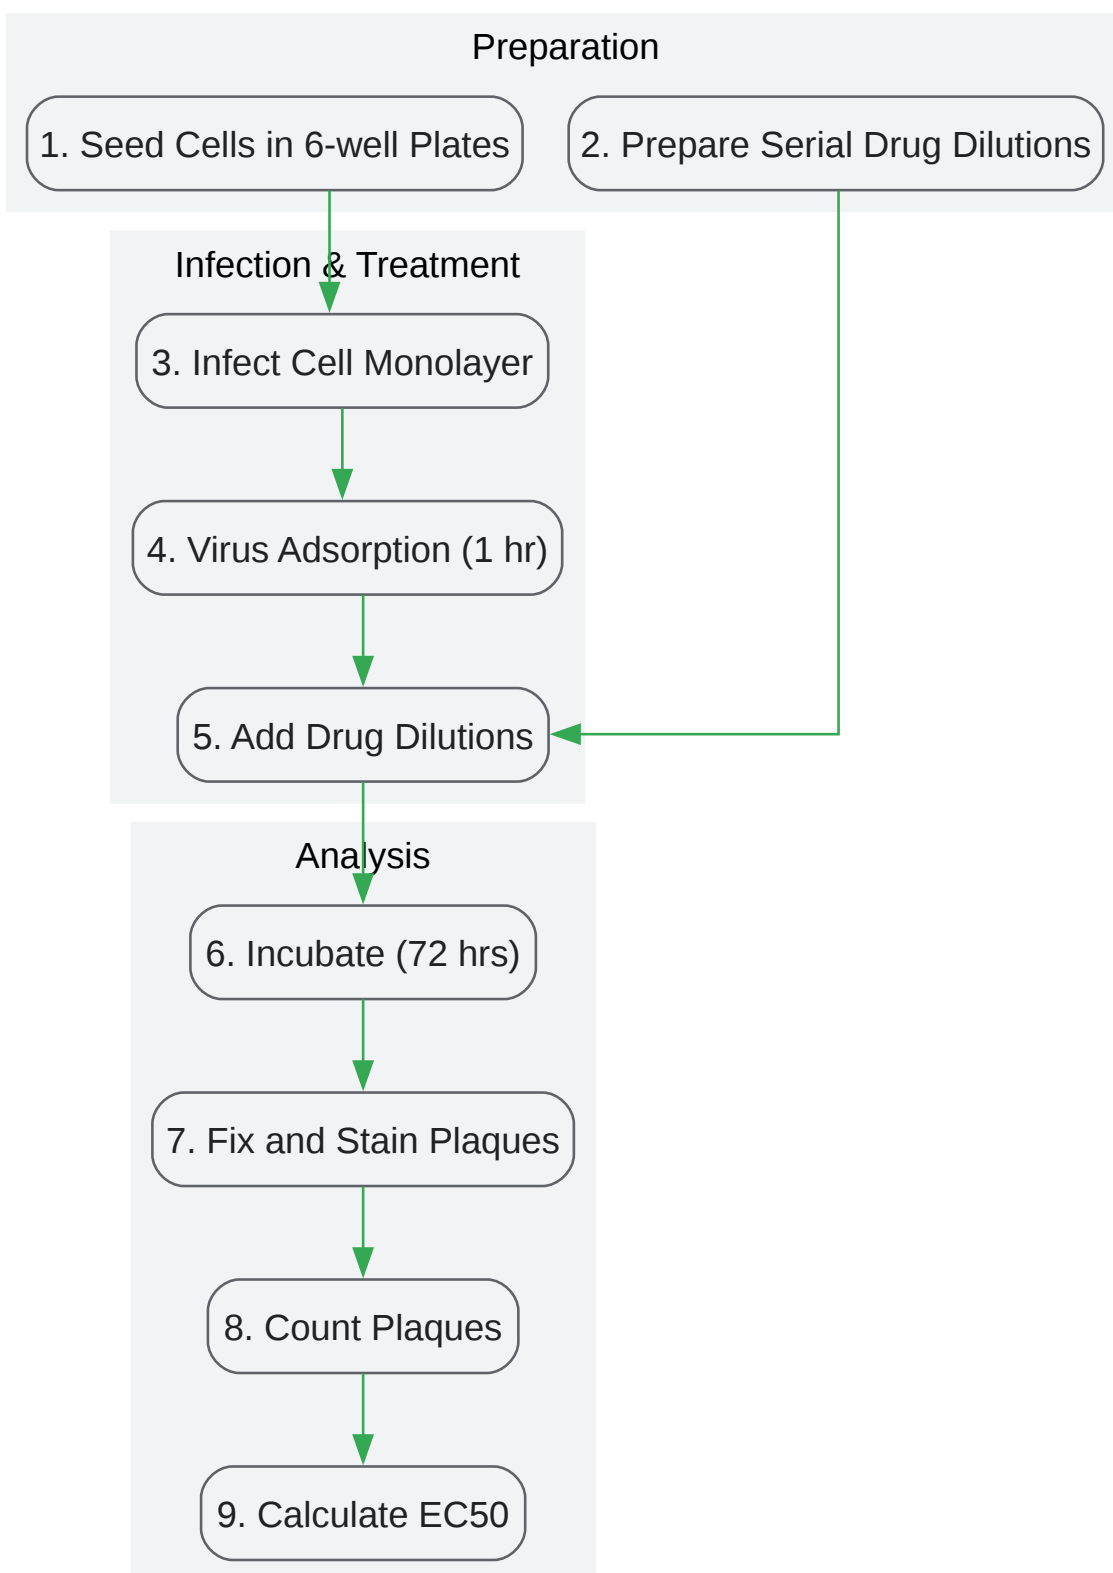 Preparation
1. Seed Cells in 6-well Plates
2. Prepare Serial Drug Dilutions
Infection & Treatment
3. Infect Cell Monolayer
4. Virus Adsorption (1 hr)
5. Add Drug Dilutions
Analysis
6. Incubate (72 hrs)
7. Fix and Stain Plaques
8. Count Plaques
9. Calculate EC50